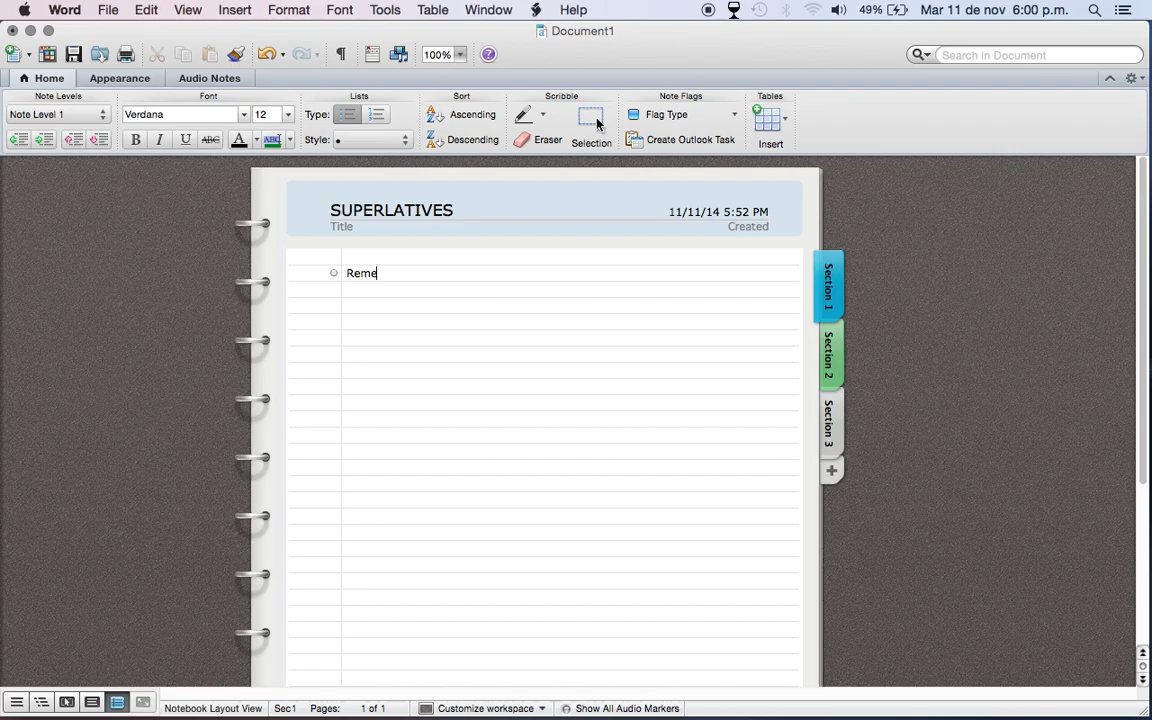 Word File Edit View Insert Format Font Tools Table Window Help 49% Mar 11 de nov 6:00 p.m.
Document1
100% Search in Document
Home Appearance Audio Notes
Note Levels Font Lists Sort Scribble Note Flags Tables
Note Level 1 Verdana 12 Type: Ascending Flag Type
B I U ABC A ABC Style: • Descending Eraser Selection Create Outlook Task Insert
SUPERLATIVES 11/11/14 5:52 PM
Title Created
Reme
Section 1
Section 2
Section 3
Notebook Layout View Sec1 Pages: 1 of 1 Customize workspace Show All Audio Markers